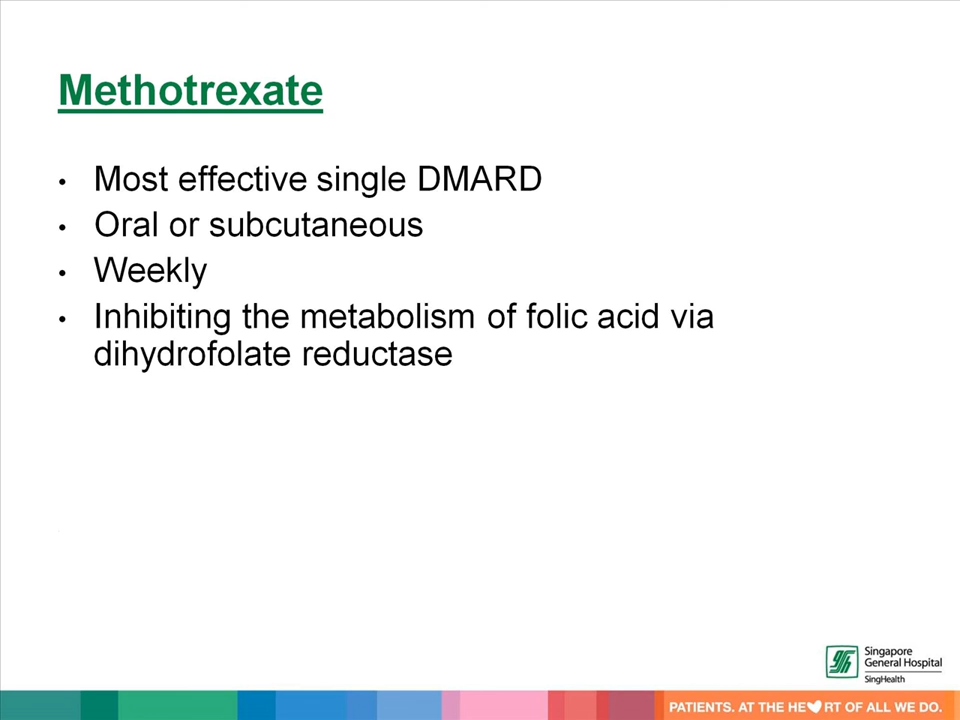 Methotrexate
• Most effective single DMARD
• Oral or subcutaneous
• Weekly
• Inhibiting the metabolism of folic acid via
dihydrofolate reductase
Singapore
General Hospital
SingHealth
PATIENTS. AT THE HE❤RT OF ALL WE DO.